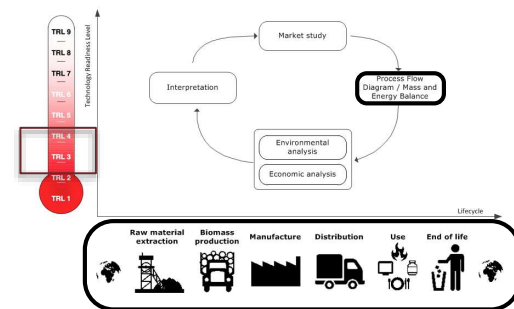 TRL 9
TRL 8
TRL 7
TRL 6
TRL 5
TRL 4
TRL 3
TRL 2
TRL 1
Technology Readiness Level
Market study
Process Flow
Diagram / Mass and
Energy Balance
Interpretation
Environmental
analysis
Economic analysis
Lifecycle
Raw material
extraction
Biomass
production
Manufacture
Distribution
Use
End of life